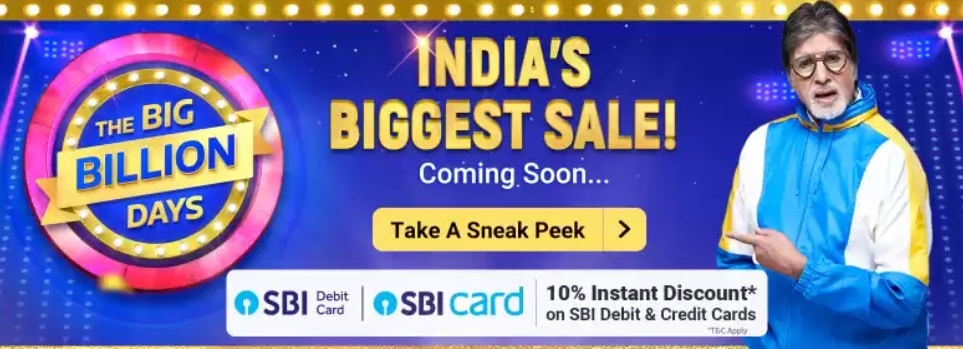 THE BIG
BILLION
DAYS
INDIA'S
BIGGEST SALE!
Coming Soon...
Take A Sneak Peek
SBI Debit Card
SBI card
10% Instant Discount*
on SBI Debit & Credit Cards
*T&C Apply